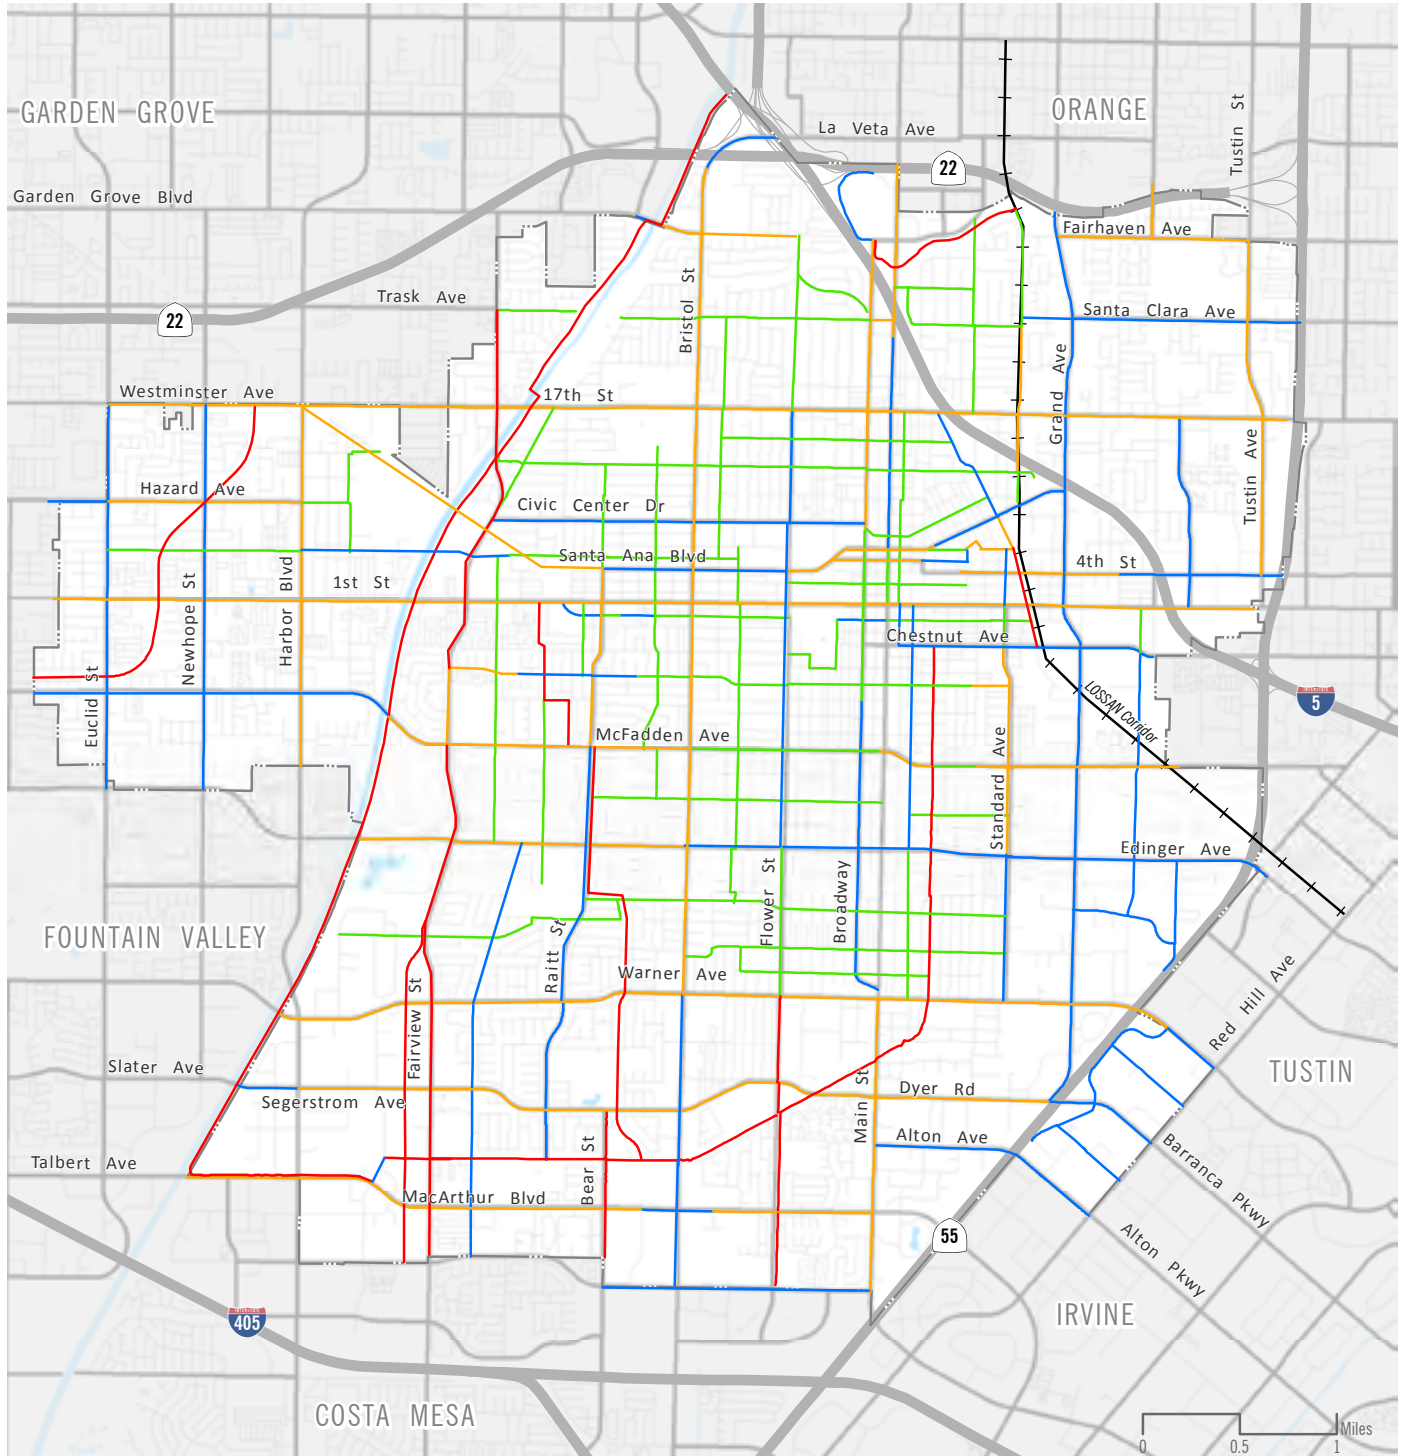 GARDEN GROVE
ORANGE
Tustin St
La Veta Ave
22
Garden Grove Blvd
Fairhaven Ave
Trask Ave
Bristol St
22
Santa Clara Ave
Grand Ave
Westminster Ave
17th St
Tustin Ave
Hazard Ave
Civic Center Dr
Santa Ana Blvd
4th St
1st St
Newhope St
Harbor Blvd
Chestnut Ave
Euclid St
LOSSAN Corridor
INTERSTATE
5
McFadden Ave
Standard Ave
Edinger Ave
Flower St
Broadway
FOUNTAIN VALLEY
Raitt St
Warner Ave
Fairview St
Red Hill Ave
Slater Ave
TUSTIN
Segerstrom Ave
Dyer Rd
Main St
Alton Ave
Talbert Ave
Bear St
Barranca Pkwy
MacArthur Blvd
55
Alton Pkwy
INTERSTATE
405
IRVINE
COSTA MESA
Miles
0 0.5 1